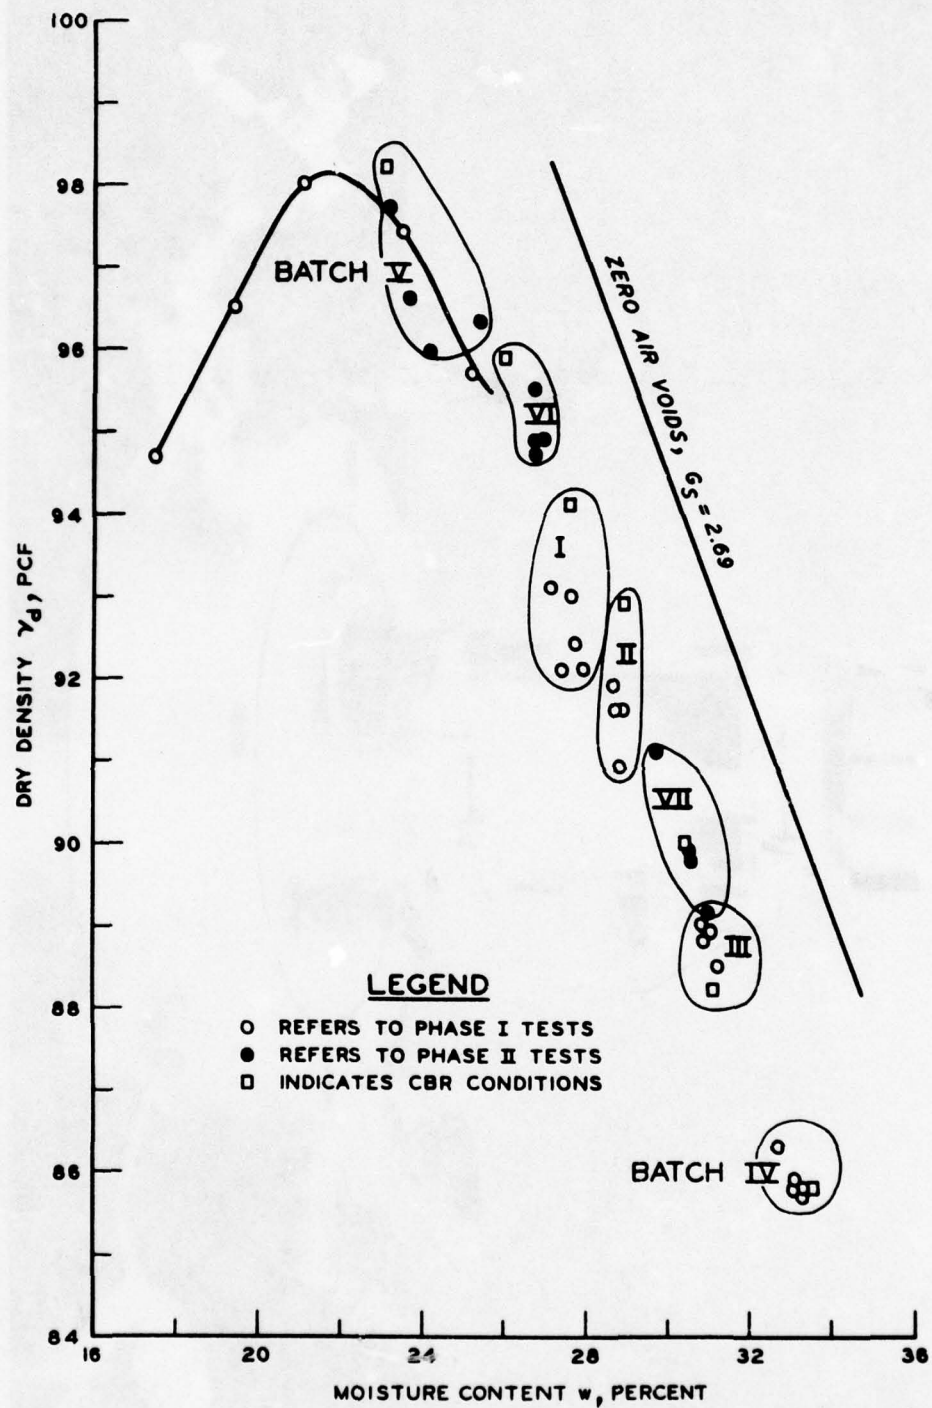 100
98
96
94
92
90
88
86
84
DRY DENSITY γd, PCF
BATCH V
VI
I
II
VII
III
BATCH IV
ZERO AIR VOIDS, GS = 2.69
LEGEND
○ REFERS TO PHASE I TESTS
● REFERS TO PHASE II TESTS
□ INDICATES CBR CONDITIONS
16 20 24 28 32 36
MOISTURE CONTENT w, PERCENT